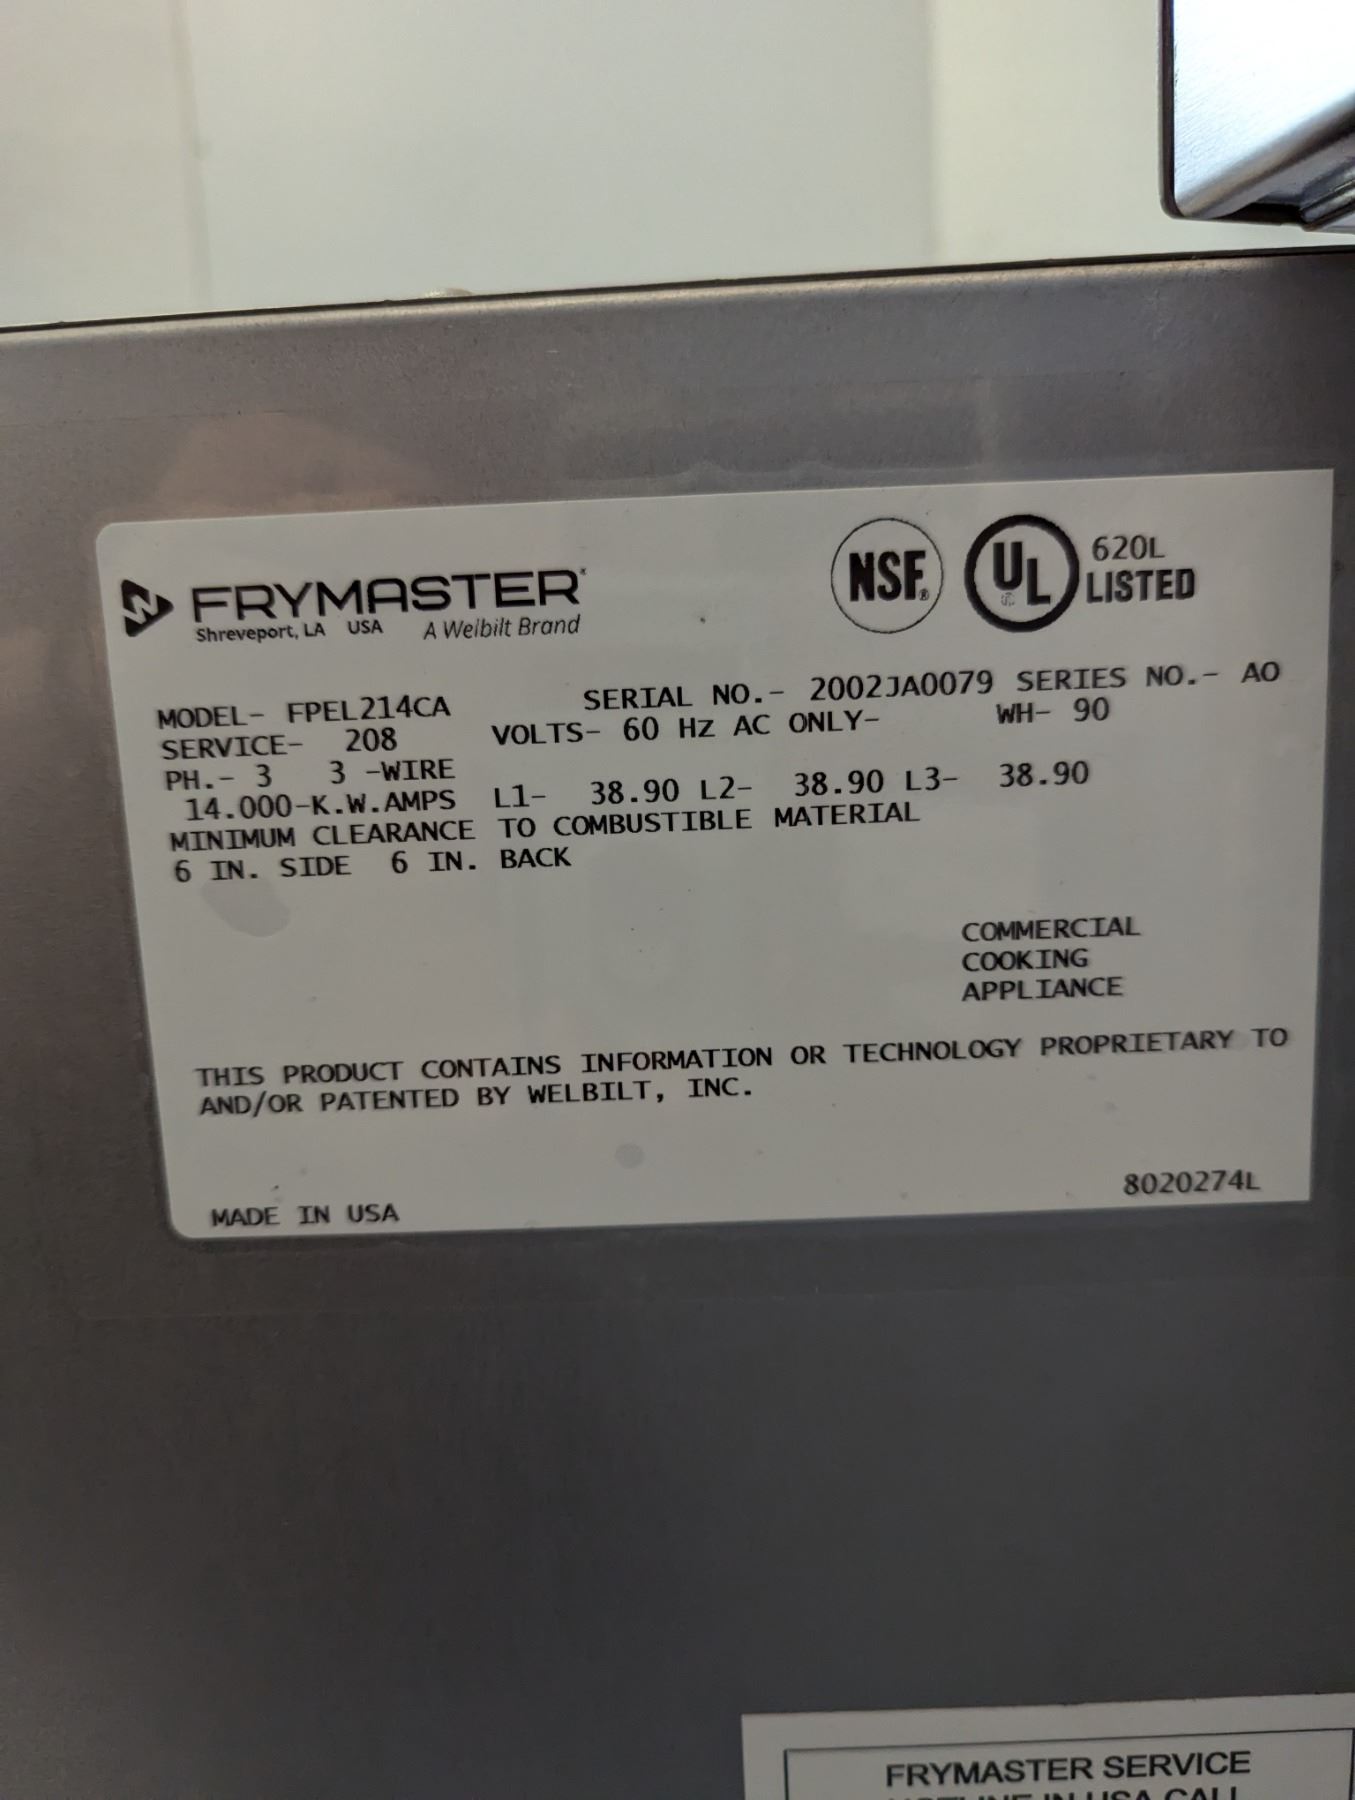 FRYMASTER
Shreveport, LA USA A Welbilt Brand
NSF®
UL 620L
LISTED
MODEL- FPEL214CA SERIAL NO.- 2002JA0079 SERIES NO.- AO
SERVICE- 208 VOLTS- 60 Hz AC ONLY- WH- 90
PH.- 3 3 -WIRE
14.000-K.W.AMPS L1- 38.90 L2- 38.90 L3- 38.90
MINIMUM CLEARANCE TO COMBUSTIBLE MATERIAL
6 IN. SIDE 6 IN. BACK
COMMERCIAL
COOKING
APPLIANCE
THIS PRODUCT CONTAINS INFORMATION OR TECHNOLOGY PROPRIETARY TO
AND/OR PATENTED BY WELBILT, INC.
8020274L
MADE IN USA
FRYMASTER SERVICE
HOTLINE IN USA CALL